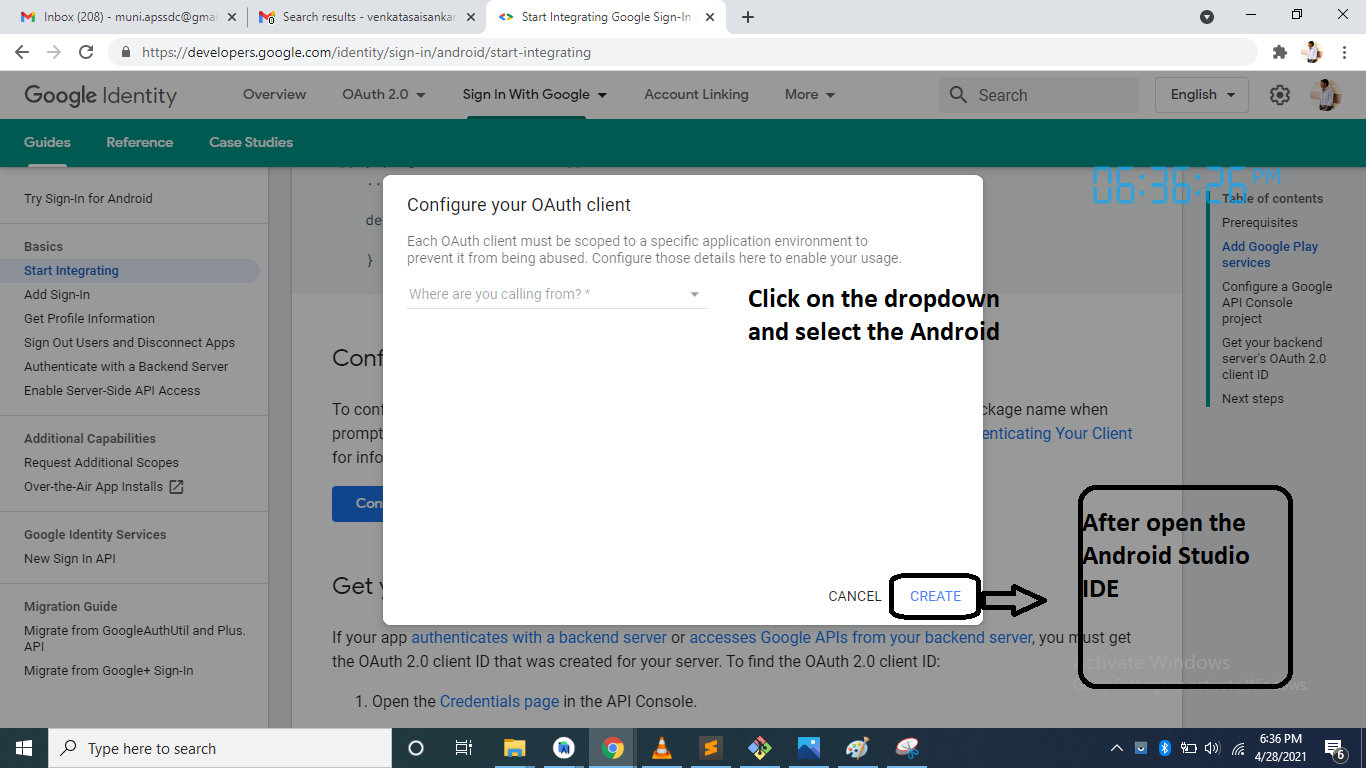 Inbox (208) - muni.apssdc@gmai
Search results - venkatasaisankar
Start Integrating Google Sign-In
https://developers.google.com/identity/sign-in/android/start-integrating
Google Identity
Overview
OAuth 2.0
Sign In With Google
Account Linking
More
Search
English
Guides
Reference
Case Studies
Try Sign-In for Android
Basics
Start Integrating
Add Sign-In
Get Profile Information
Sign Out Users and Disconnect Apps
Authenticate with a Backend Server
Enable Server-Side API Access
Additional Capabilities
Request Additional Scopes
Over-the-Air App Installs
Google Identity Services
New Sign In API
Migration Guide
Migrate from GoogleAuthUtil and Plus.
API
Migrate from Google+ Sign-In
de
}
Configure your OAuth client
Each OAuth client must be scoped to a specific application environment to
prevent it from being abused. Configure those details here to enable your usage.
Where are you calling from? *
Click on the dropdown
and select the Android
CANCEL
CREATE
Conf
To conf
ckage name when
prompt
enticating Your Client
for info
Con
Get y
If your app authenticates with a backend server or accesses Google APIs from your backend server, you must get
the OAuth 2.0 client ID that was created for your server. To find the OAuth 2.0 client ID:
1. Open the Credentials page in the API Console.
06:36:26 PM
Table of contents
Prerequisites
Add Google Play
services
Configure a Google
API Console
project
Get your backend
server's OAuth 2.0
client ID
Next steps
After open the
Android Studio
IDE
Activate Windows
Go to Settings to activate Windows.
Type here to search
6:36 PM
4/28/2021
6